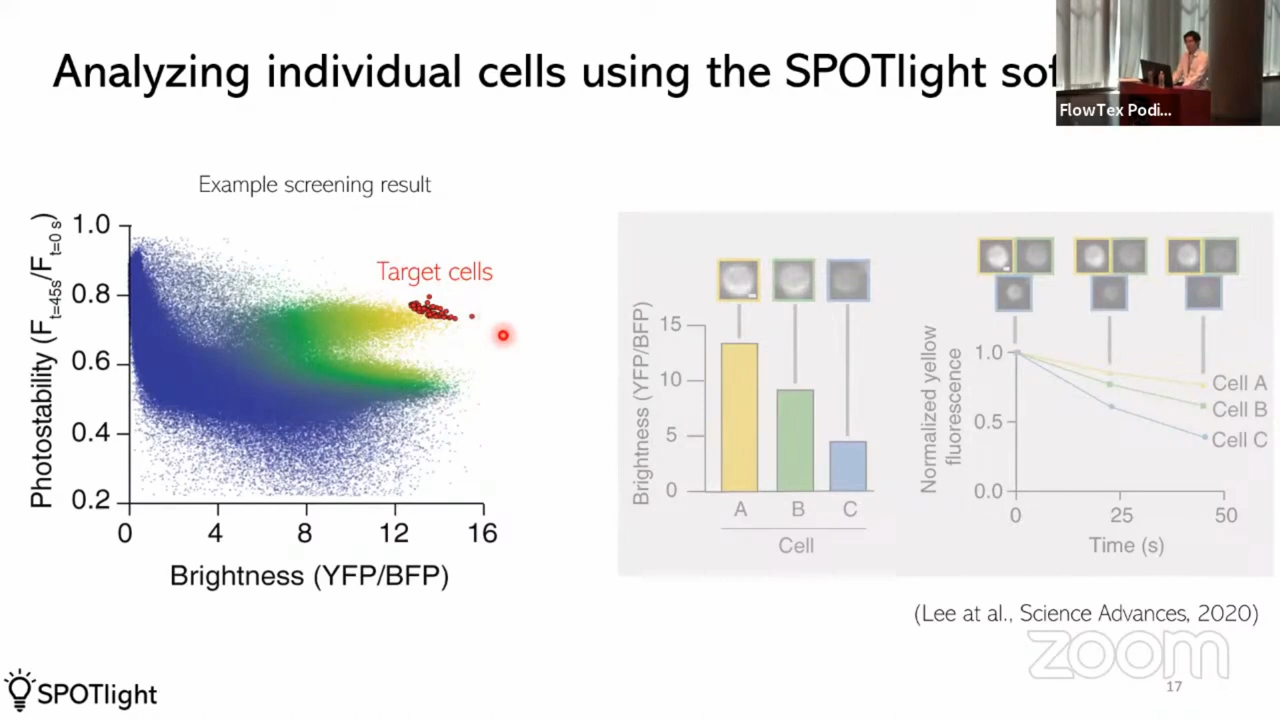 Analyzing individual cells using the SPOTlight sof
FlowTex Podi...
Example screening result
Photostability (F t=45s/F t=0 s)
1.0
0.8
0.6
0.4
0.2
Target cells
0 4 8 12 16
Brightness (YFP/BFP)
Brightness (YFP/BFP)
15
10
5
0
A B C
Cell
Normalized yellow
fluorescence
1.0
0.5
0.0
Cell A
Cell B
Cell C
0 25 50
Time (s)
(Lee at al., Science Advances, 2020)
zoom
17
SPOTlight